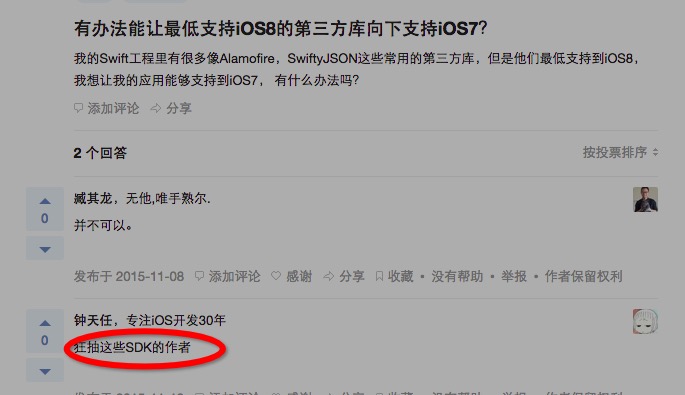 有办法能让最低支持iOS8的第三方库向下支持iOS7？
我的Swift工程里有很多像Alamofire，SwiftyJSON这些常用的第三方库，但是他们最低支持到iOS8，
我想让我的应用能够支持到iOS7， 有什么办法吗？
添加评论 分享
2 个回答 按投票排序
臧其龙，无他,唯手熟尔.
0
并不可以。
发布于 2015-11-08 添加评论 感谢 分享 收藏 • 没有帮助 • 举报 • 作者保留权利
钟天任，专注iOS开发30年
0
狂抽这些SDK的作者